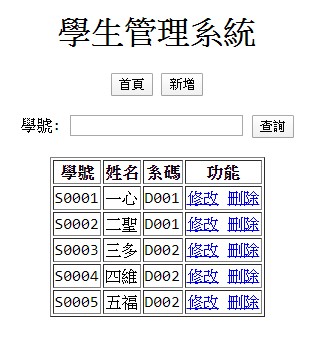 學生管理系統
首頁 新增
學號: 查詢
學號 姓名 系碼 功能
S0001 一心 D001 修改 刪除
S0002 二聖 D001 修改 刪除
S0003 三多 D002 修改 刪除
S0004 四維 D002 修改 刪除
S0005 五福 D002 修改 刪除